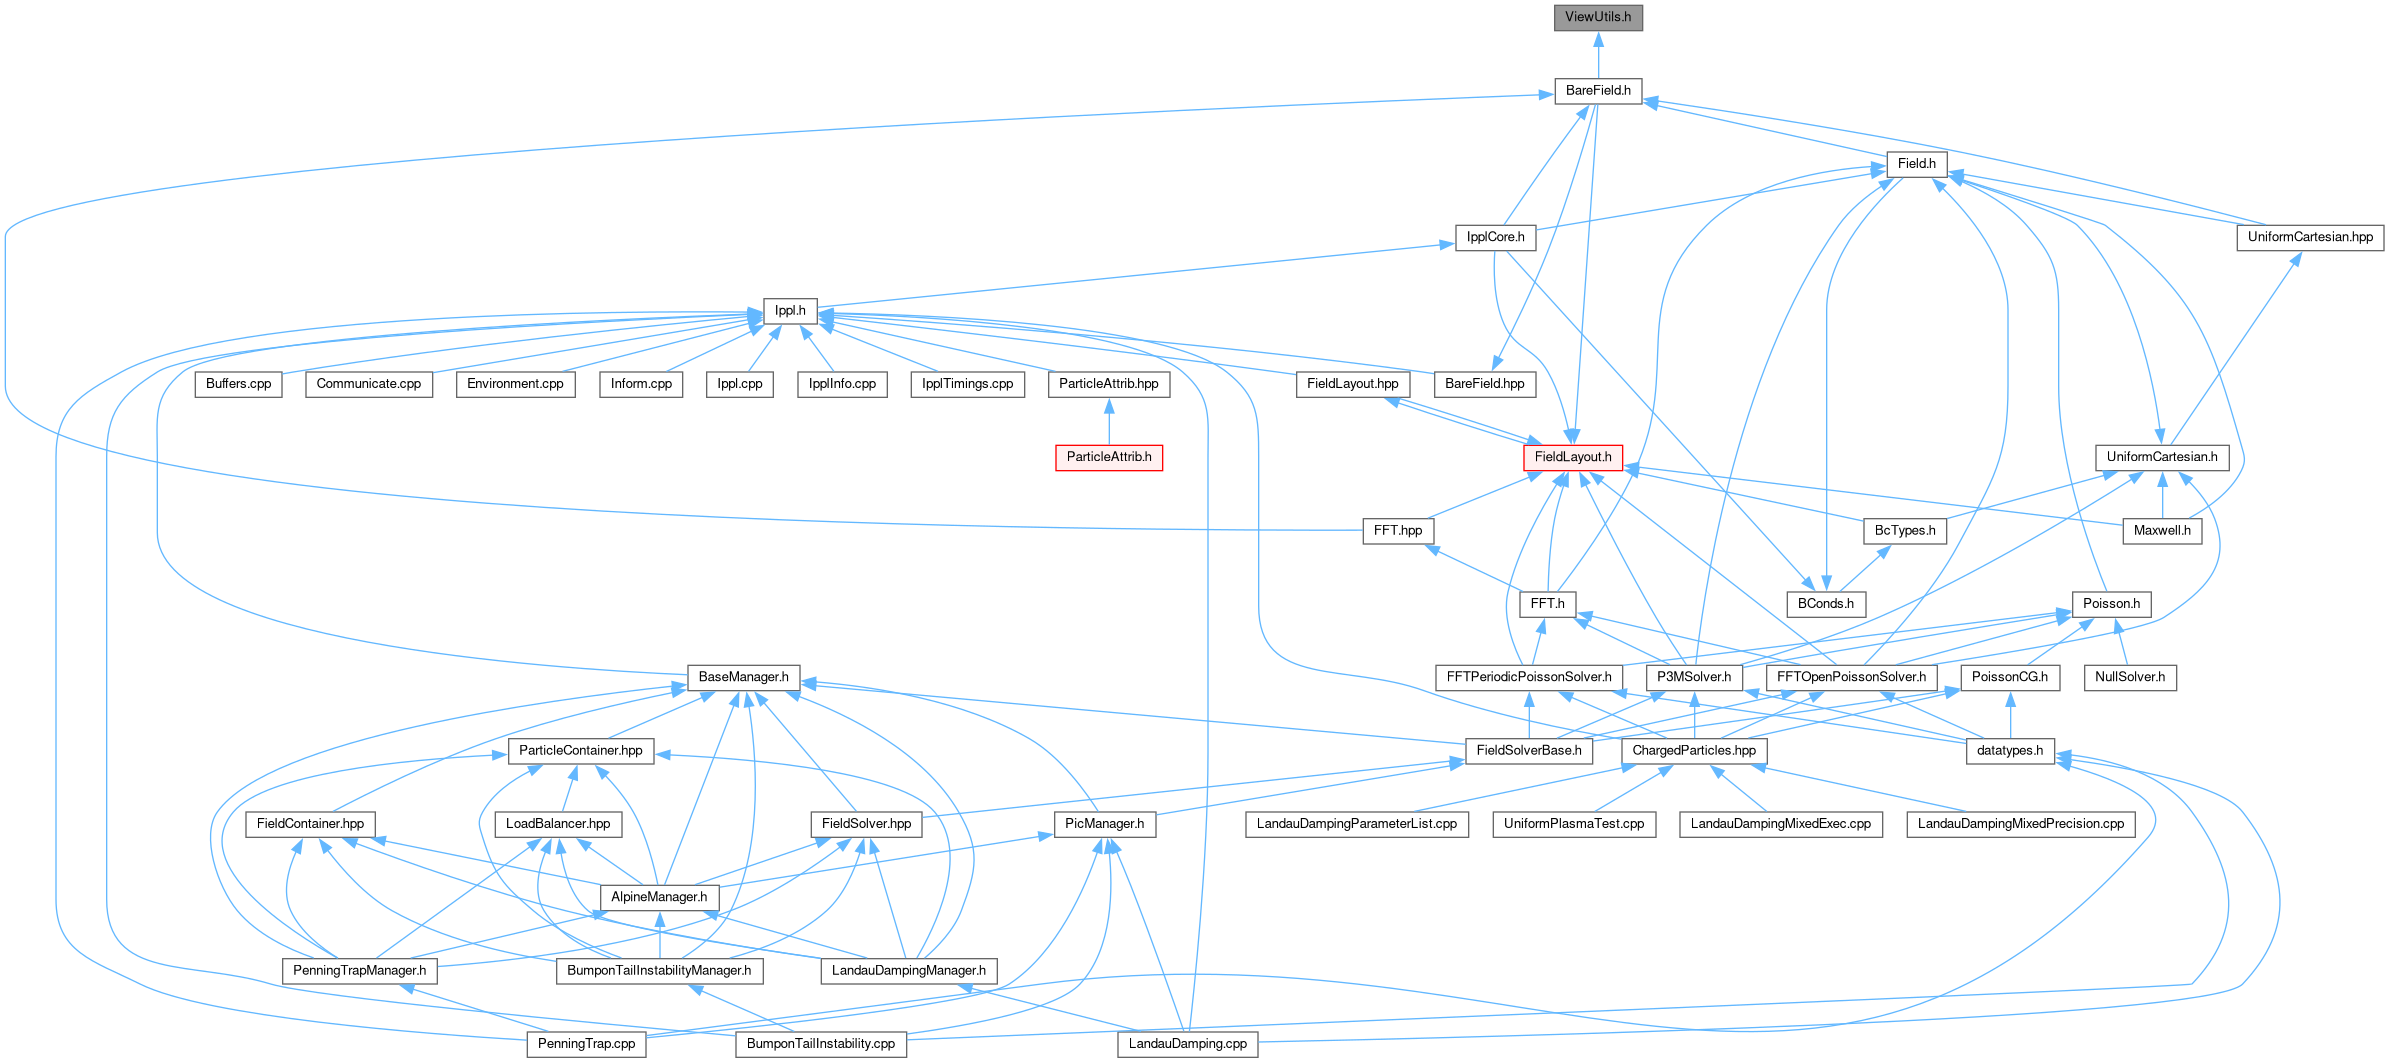 ViewUtils.h
BareField.h
Field.h
IpplCore.h
UniformCartesian.hpp
Ippl.h
Buffers.cpp
Communicate.cpp
Environment.cpp
Inform.cpp
Ippl.cpp
IpplInfo.cpp
IpplTimings.cpp
ParticleAttrib.hpp
FieldLayout.hpp
BareField.hpp
ParticleAttrib.h
FieldLayout.h
UniformCartesian.h
FFT.hpp
BcTypes.h
Maxwell.h
FFT.h
BConds.h
Poisson.h
BaseManager.h
FFTPeriodicPoissonSolver.h
P3MSolver.h
FFTOpenPoissonSolver.h
PoissonCG.h
NullSolver.h
ParticleContainer.hpp
FieldSolverBase.h
ChargedParticles.hpp
datatypes.h
FieldContainer.hpp
LoadBalancer.hpp
FieldSolver.hpp
PicManager.h
LandauDampingParameterList.cpp
UniformPlasmaTest.cpp
LandauDampingMixedExec.cpp
LandauDampingMixedPrecision.cpp
AlpineManager.h
PenningTrapManager.h
BumponTailInstabilityManager.h
LandauDampingManager.h
PenningTrap.cpp
BumponTailInstability.cpp
LandauDamping.cpp